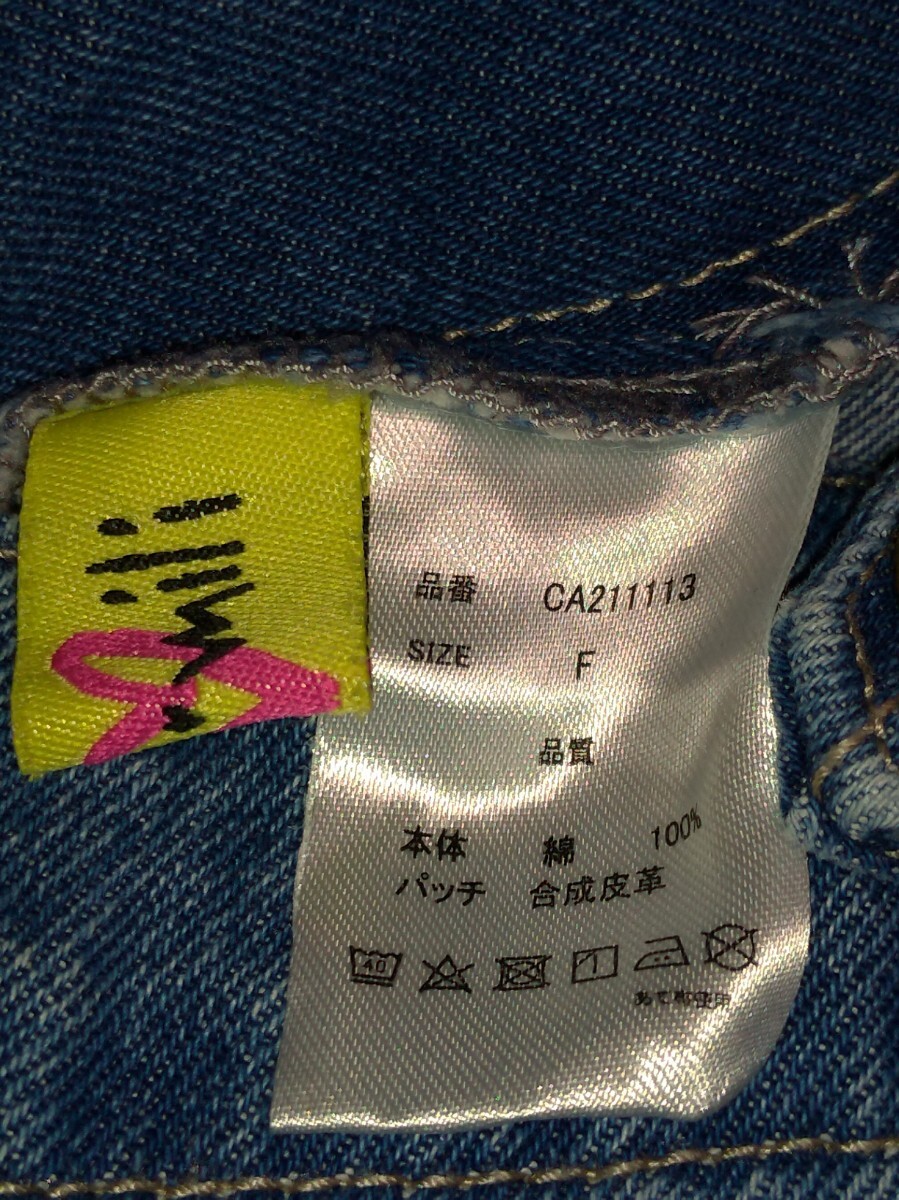 品番 CA211113
SIZE F
品質
本体 綿 100%
パッチ 合成皮革
40
あて布使用